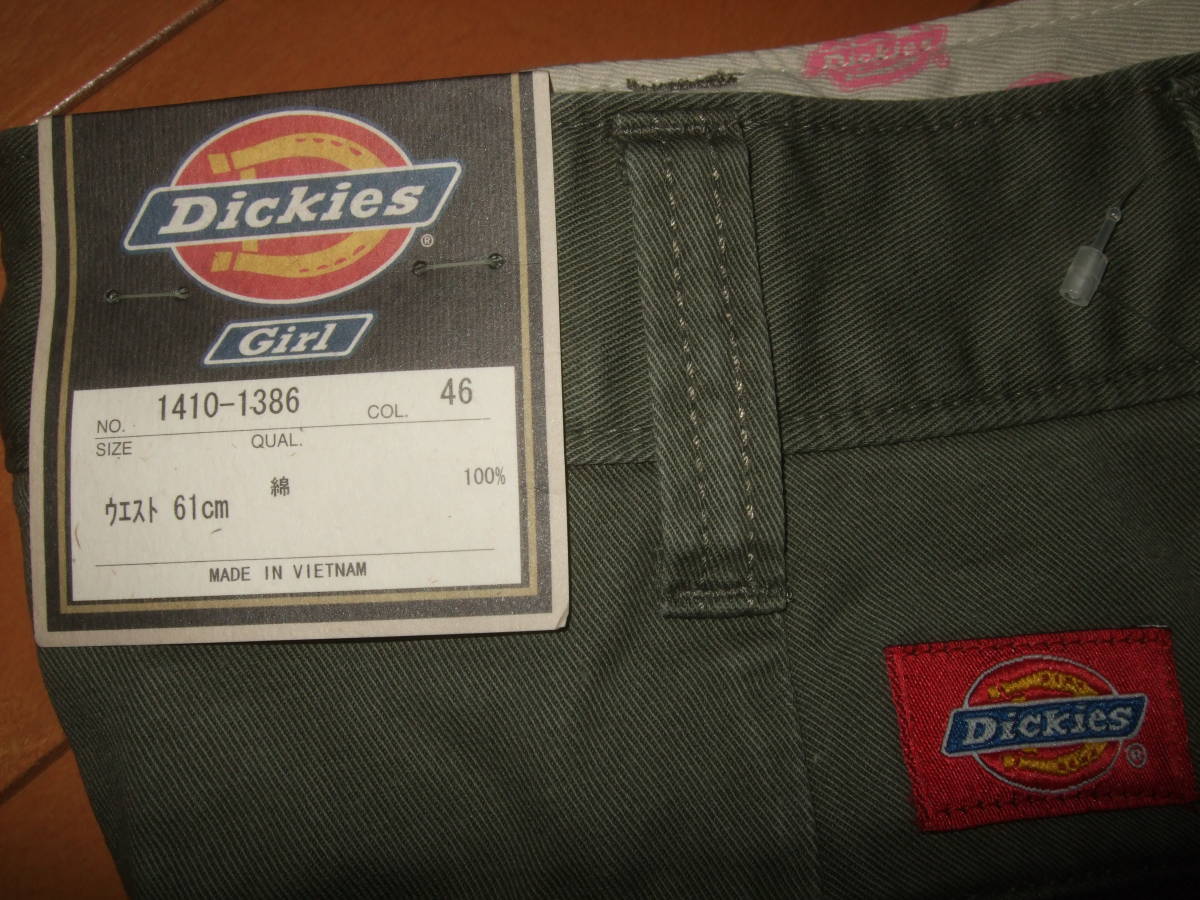 Dickies
Dickies
®
Girl
NO. 1410-1386 COL. 46
SIZE QUAL.
綿 100%
ウエスト 61cm
MADE IN VIETNAM
Dickies
®